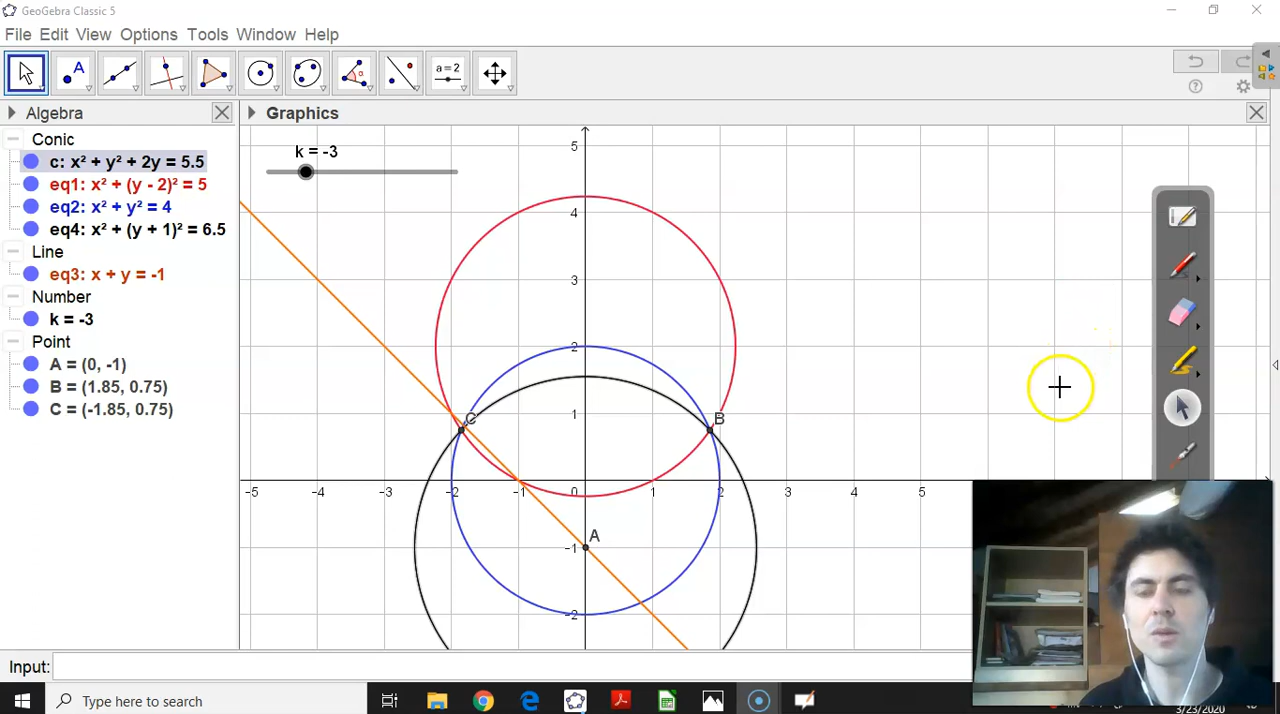 GeoGebra Classic 5
File Edit View Options Tools Window Help
A
α
a=2
Algebra
Graphics
Conic
c: x² + y² + 2y = 5.5
eq1: x² + (y - 2)² = 5
eq2: x² + y² = 4
eq4: x² + (y + 1)² = 6.5
Line
eq3: x + y = -1
Number
k = -3
Point
A = (0, -1)
B = (1.85, 0.75)
C = (-1.85, 0.75)
k = -3
5
4
3
2
1
C
B
-5 -4 -3 -2 -1 0 1 2 3 4 5
A
-1
-2
Input:
Type here to search
3/23/2020